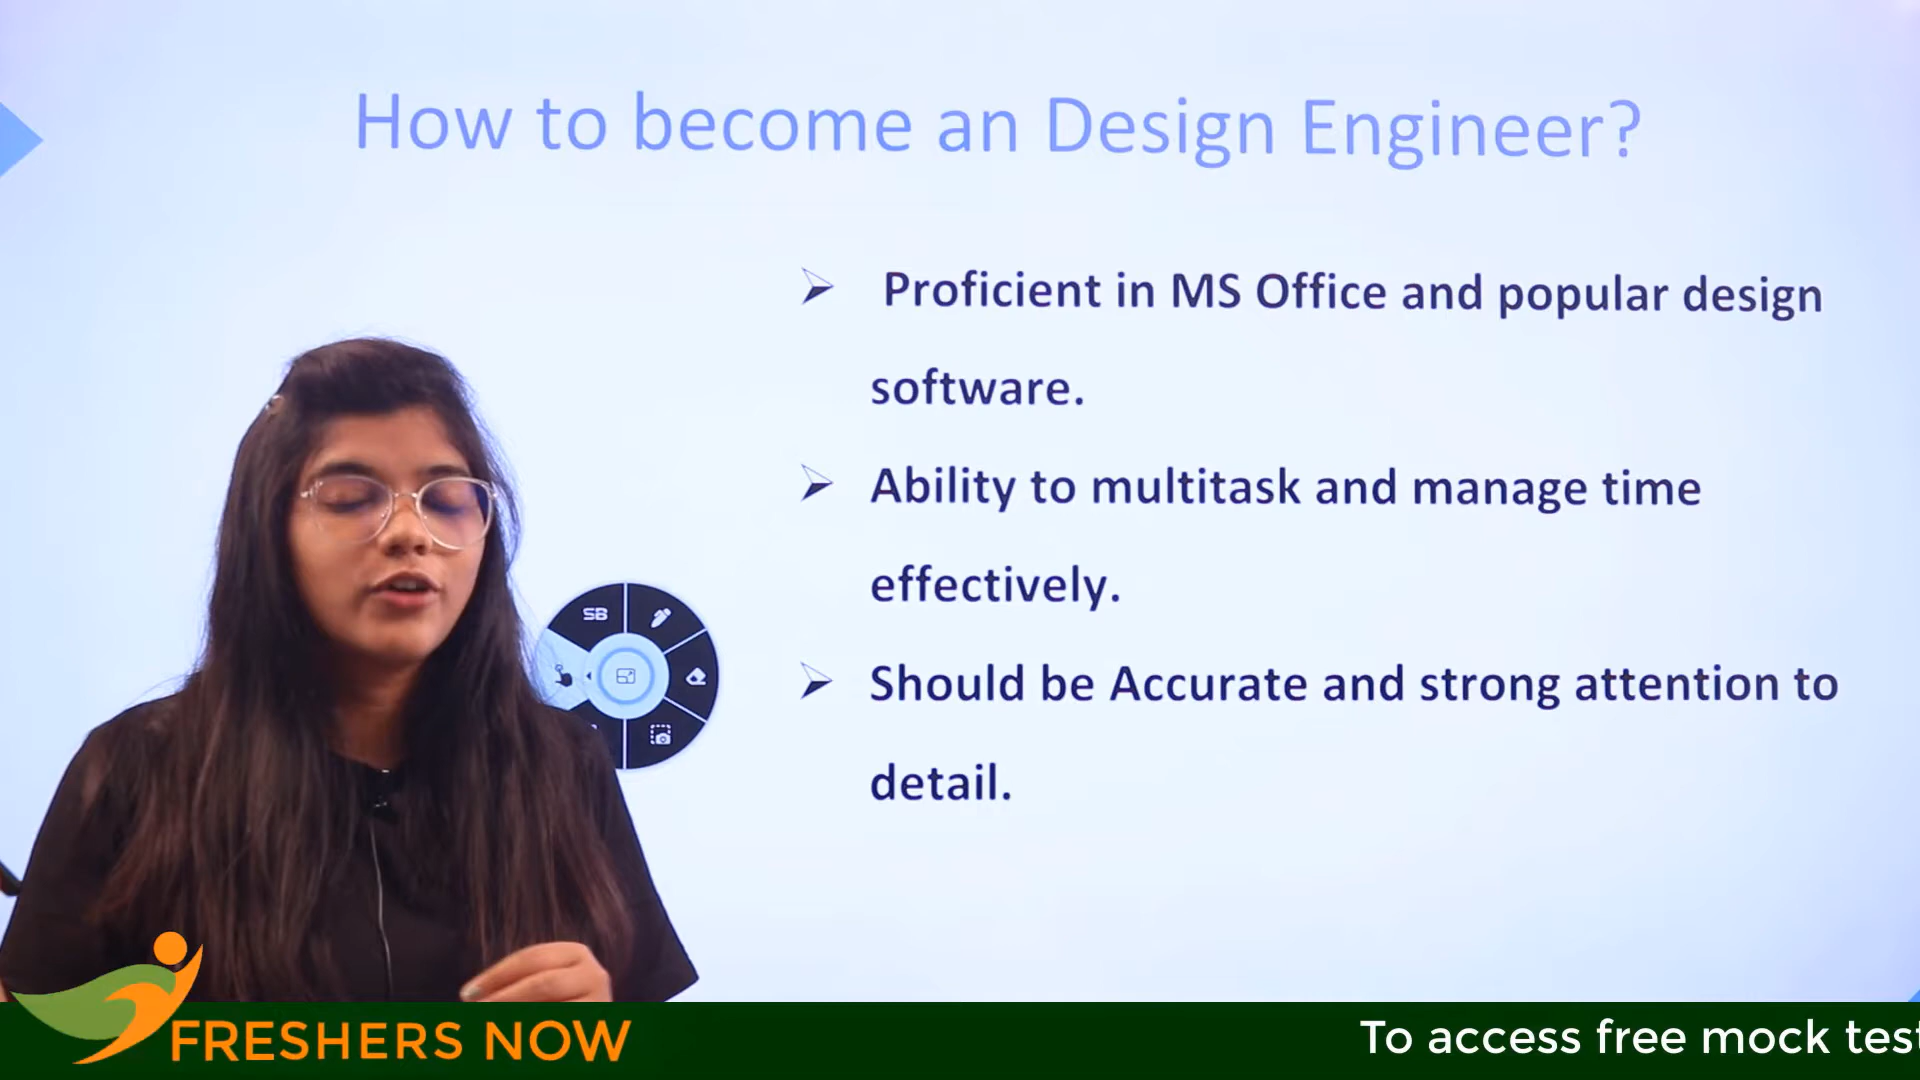 How to become an Design Engineer?
➢ Proficient in MS Office and popular design
software.
➢ Ability to multitask and manage time
effectively.
➢ Should be Accurate and strong attention to
detail.
SB
FRESHERS NOW
To access free mock test